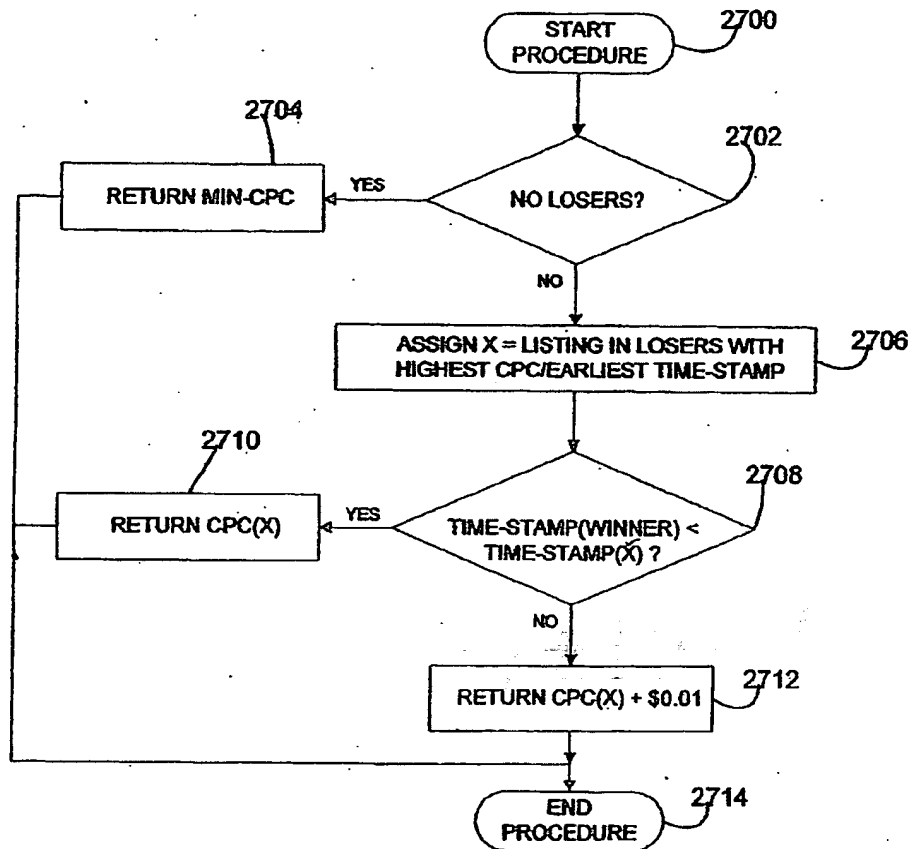 START
PROCEDURE
2700
2704
2702
RETURN MIN-CPC
YES
NO LOSERS?
NO
ASSIGN X = LISTING IN LOSERS WITH
HIGHEST CPC/EARLIEST TIME-STAMP
2706
2710
2708
RETURN CPC(X)
YES
TIME-STAMP(WINNER) <
TIME-STAMP(X) ?
NO
RETURN CPC(X) + $0.01
2712
END
PROCEDURE
2714